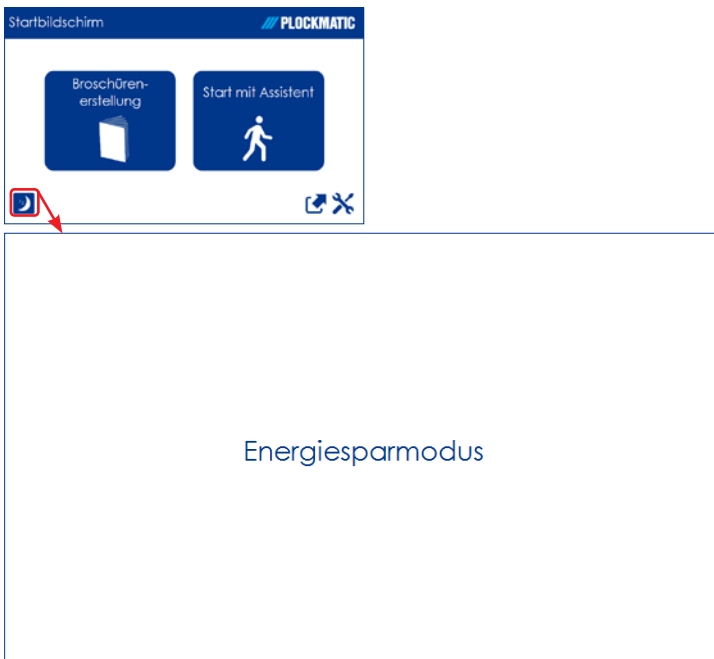 Startbildschirm
PLOCKMATIC
Broschüren-
erstellung
Start mit Assistent
Energiesparmodus